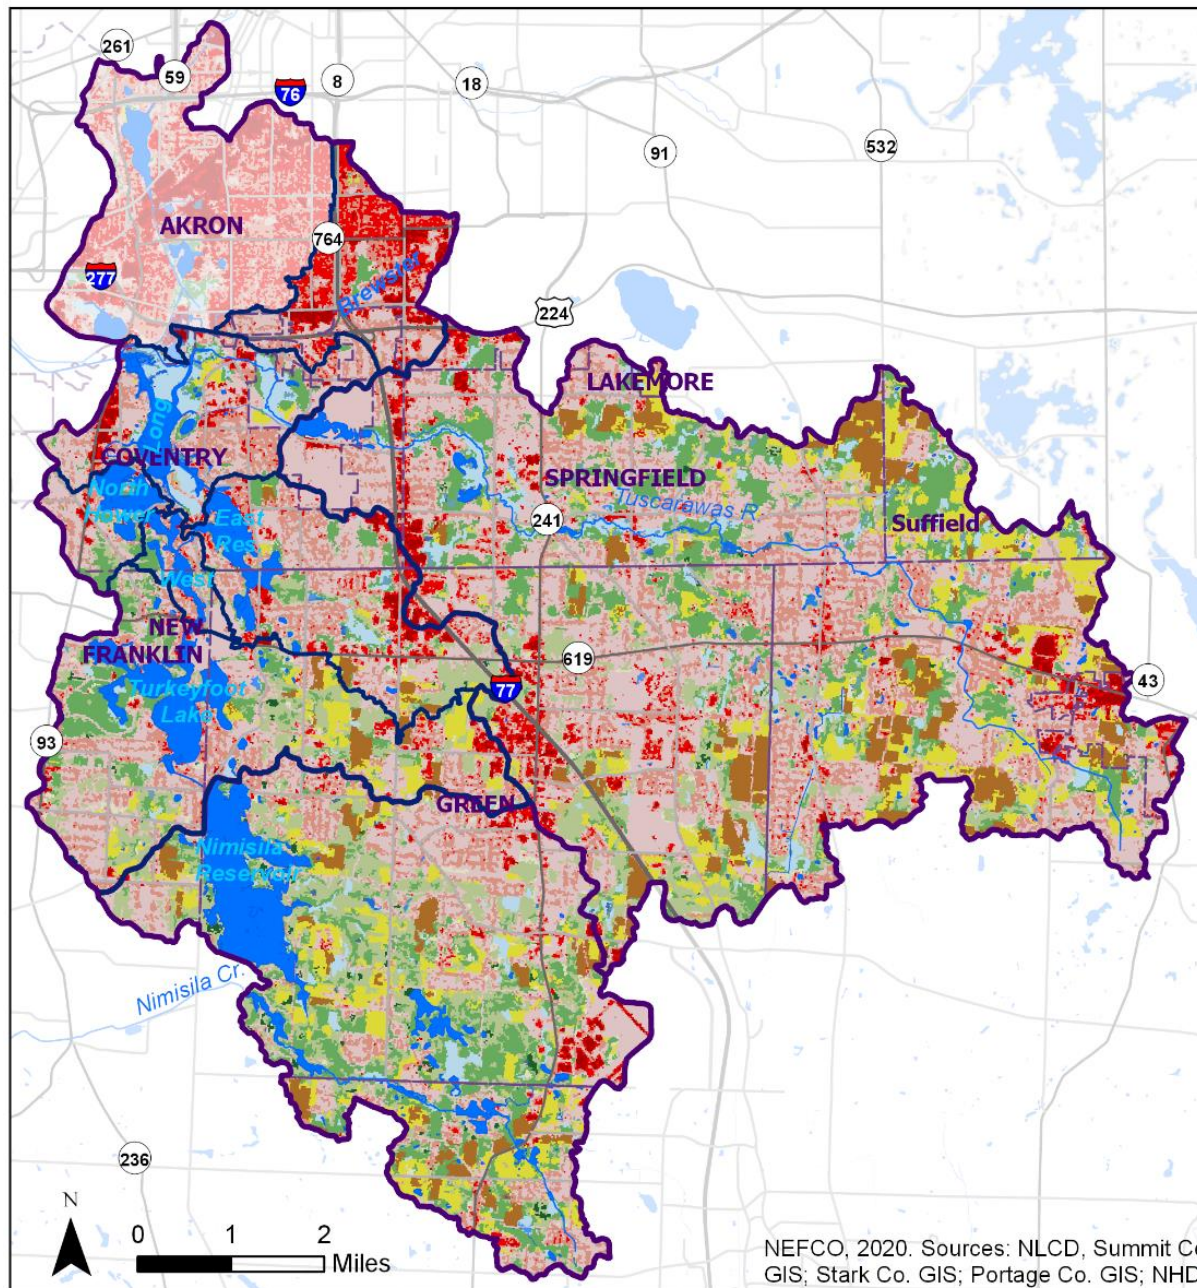 261
59
8
76
18
91
532
AKRON
764
277
Brewster
224
LAKEMORE
Long
COVENTRY
North
Hower
SPRINGFIELD
Tuscarawas R.
East
Res.
241
Suffield
West
NEW
FRANKLIN
619
Turkeyfoot
Lake
77
43
93
GREEN
Nimisila
Reservoir
Nimisila Cr.
236
N
0 1 2
Miles
NEFCO, 2020. Sources: NLCD, Summit Co
GIS; Stark Co. GIS; Portage Co. GIS; NHD